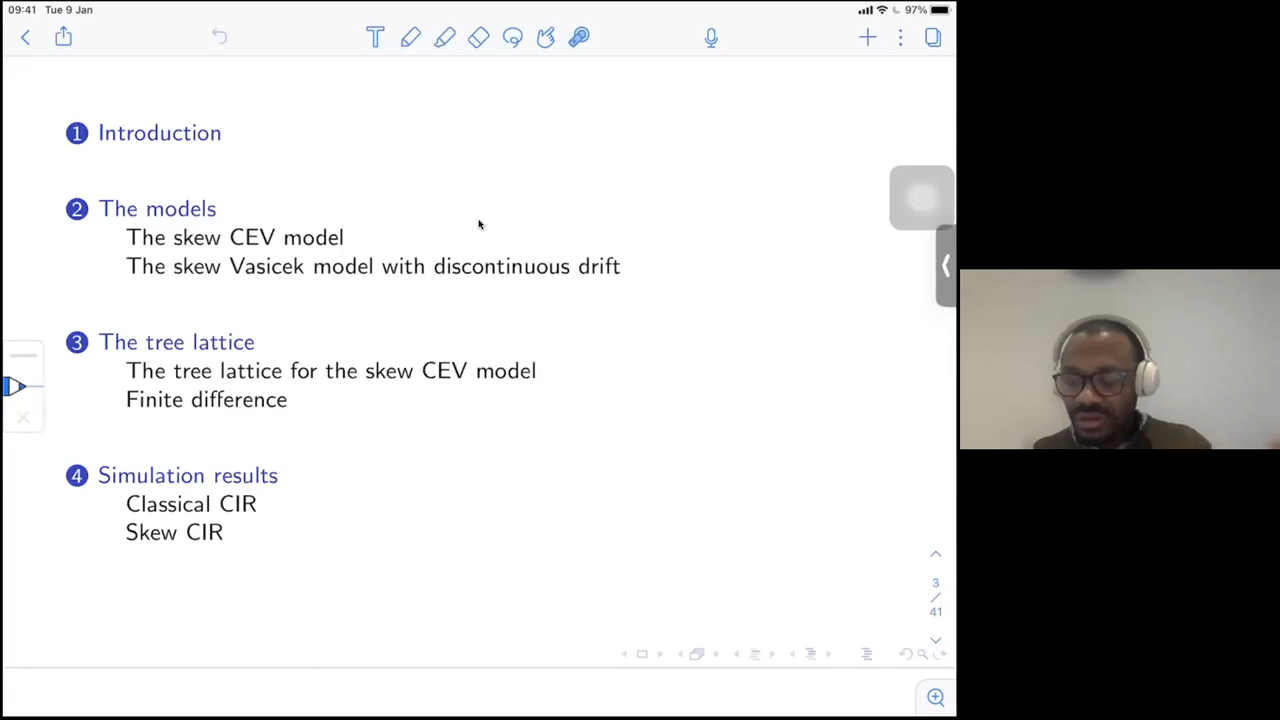 09:41 Tue 9 Jan
97%
1 Introduction
2 The models
The skew CEV model
The skew Vasicek model with discontinuous drift
3 The tree lattice
The tree lattice for the skew CEV model
Finite difference
4 Simulation results
Classical CIR
Skew CIR
3
/
41